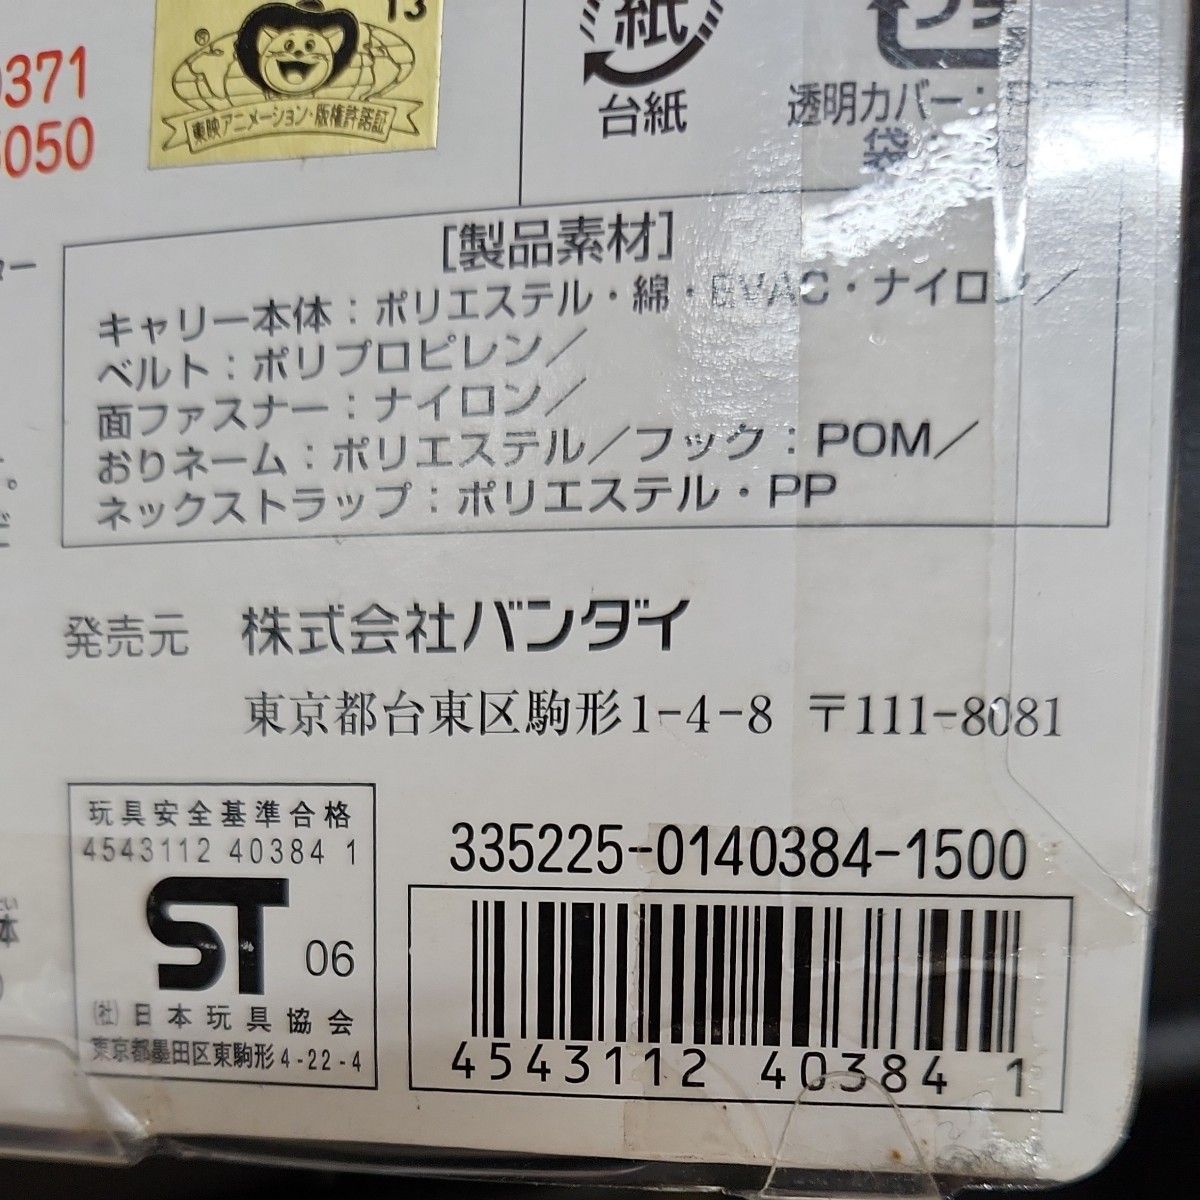 371
050
13
®
東映アニメーション・版権許諾証
紙
台紙
プラ
透明カバー:
袋
ー
[製品素材]
キャリー本体:ポリエステル・綿・EVAC・ナイロン/
ベルト:ポリプロピレン/
面ファスナー:ナイロン/
おりネーム:ポリエステル/フック:POM/
ネックストラップ:ポリエステル・PP
発売元 株式会社バンダイ
東京都台東区駒形1-4-8 〒111-8081
玩具安全基準合格
4543112 40384 1
ST 06
(社)日本玩具協会
東京都墨田区東駒形4-22-4
335225-0140384-1500
4543112 40384 1
本